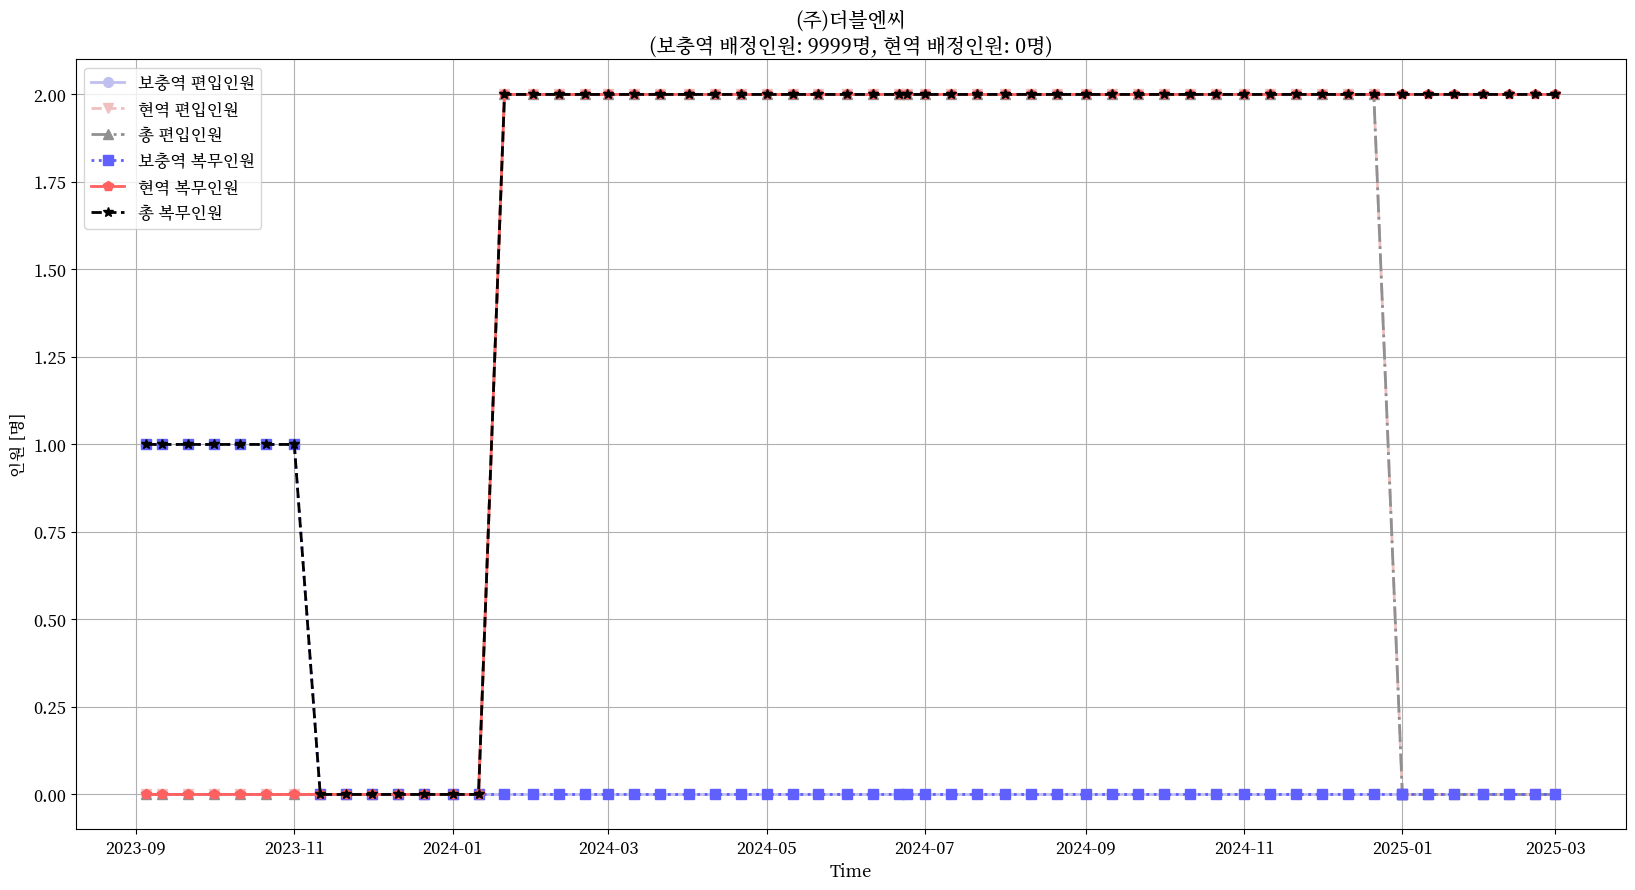 (주)더블엔씨
(보충역 배정인원: 9999명, 현역 배정인원: 0명)
보충역 편입인원
현역 편입인원
총 편입인원
보충역 복무인원
현역 복무인원
총 복무인원
2.00
1.75
1.50
1.25
1.00
0.75
0.50
0.25
0.00
인원 [명]
2023-09
2023-11
2024-01
2024-03
2024-05
2024-07
2024-09
2024-11
2025-01
2025-03
Time